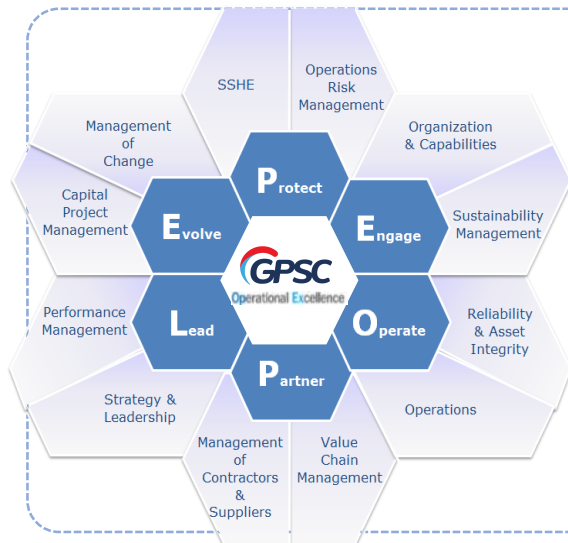 SSHE
Operations
Risk
Management
Management
of
Change
Organization
& Capabilities
Protect
Capital
Project
Management
Evolve
Engage
Sustainability
Management
GPSC
Operational Excellence
Performance
Management
Lead
Operate
Reliability
& Asset
Integrity
Partner
Strategy &
Leadership
Operations
Management
of
Contractors
&
Suppliers
Value
Chain
Management